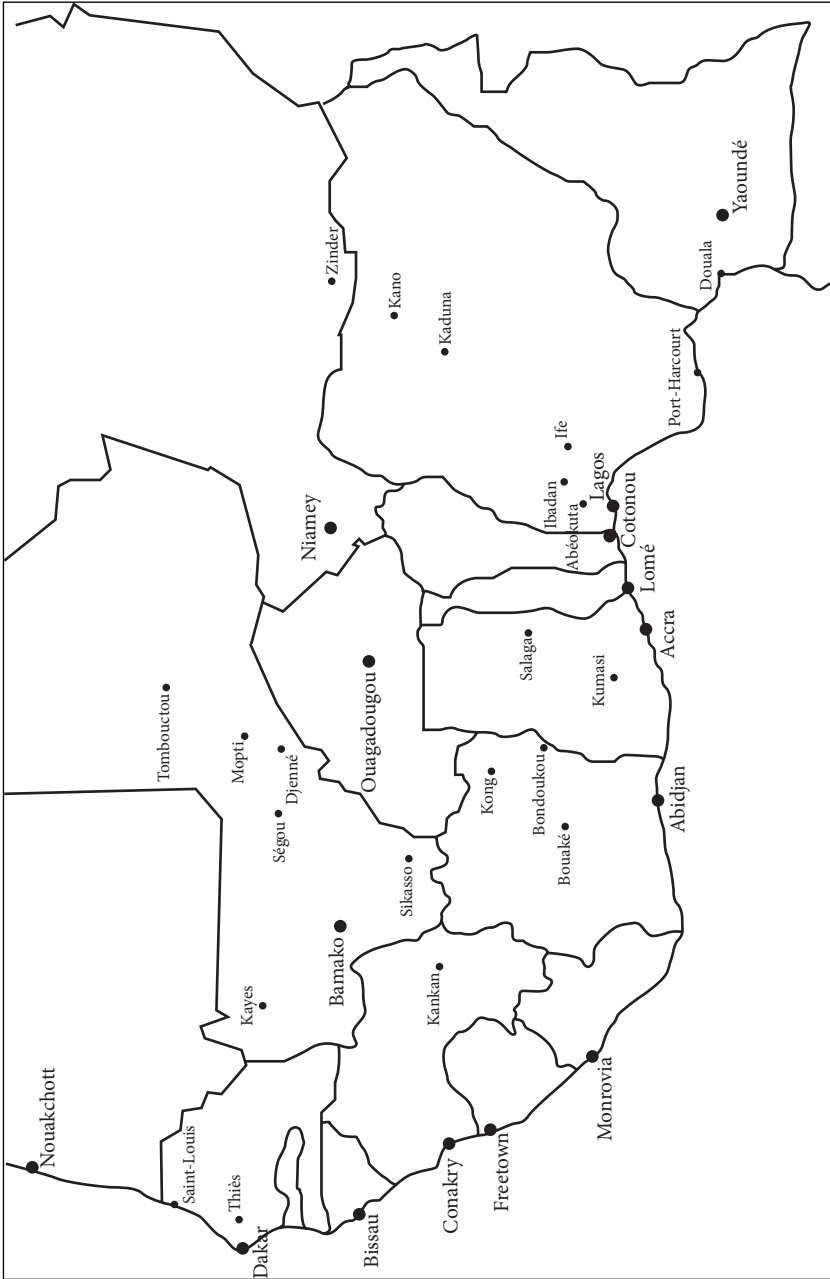 Nouakchott
Saint-Louis
Thiès
Dakar
Bissau
Conakry
Freetown
Monrovia
Kayes
Bamako
Kankan
Sikasso
Ségou
Djenné
Mopti
Tombouctou
Ouagadougou
Kong
Bondoukou
Bouaké
Abidjan
Salaga
Kumasi
Accra
Lomé
Cotonou
Lagos
Abéokuta
Ibadan
Ife
Niamey
Zinder
Kano
Kaduna
Port-Harcourt
Douala
Yaoundé